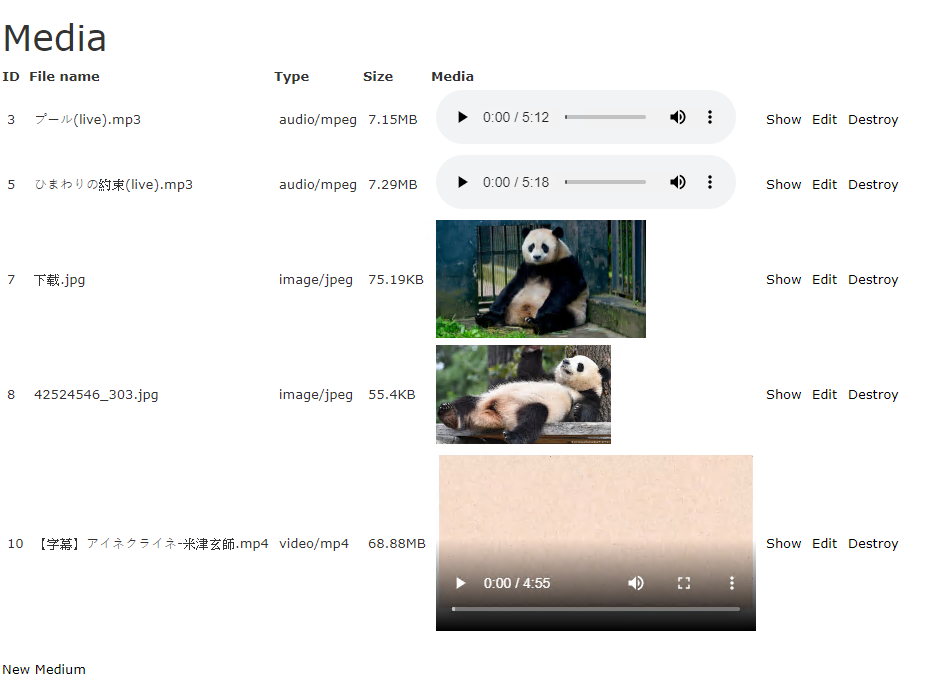 Media
ID File name Type Size Media
3 プール(live).mp3 audio/mpeg 7.15MB 0:00 / 5:12 Show Edit Destroy
5 ひまわりの約束(live).mp3 audio/mpeg 7.29MB 0:00 / 5:18 Show Edit Destroy
7 下载.jpg image/jpeg 75.19KB Show Edit Destroy
8 42524546_303.jpg image/jpeg 55.4KB Show Edit Destroy
10 【字幕】アイネクライネ-米津玄師.mp4 video/mp4 68.88MB 0:00 / 4:55 Show Edit Destroy
New Medium